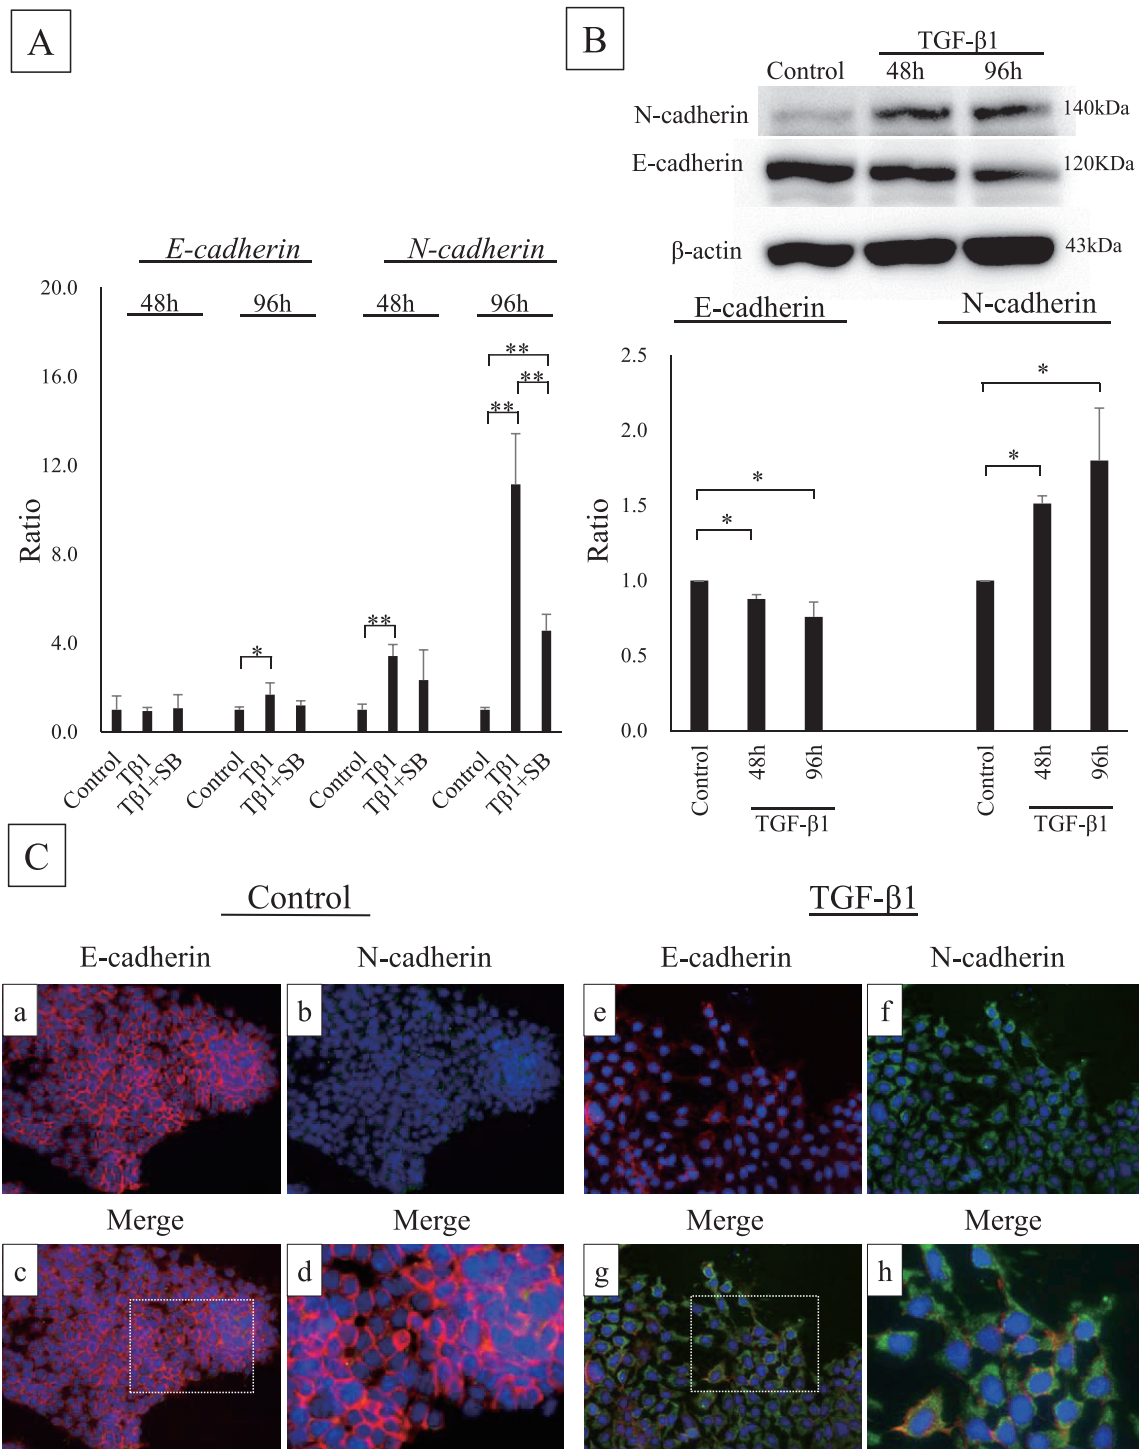 A
E-cadherin N-cadherin
48h 96h 48h 96h
20.0
16.0
12.0
8.0
4.0
0.0
Ratio
** ** ** ** *
Control Tβ1 Tβ1+SB Control Tβ1 Tβ1+SB Control Tβ1 Tβ1+SB Control Tβ1 Tβ1+SB
B
TGF-β1
Control 48h 96h
N-cadherin 140kDa
E-cadherin 120KDa
β-actin 43kDa
E-cadherin N-cadherin
2.5
2.0
1.5
1.0
0.5
0.0
Ratio
* * * *
Control 48h 96h Control 48h 96h
TGF-β1 TGF-β1
C
Control TGF-β1
E-cadherin N-cadherin E-cadherin N-cadherin
a b e f
Merge Merge Merge Merge
c d g h